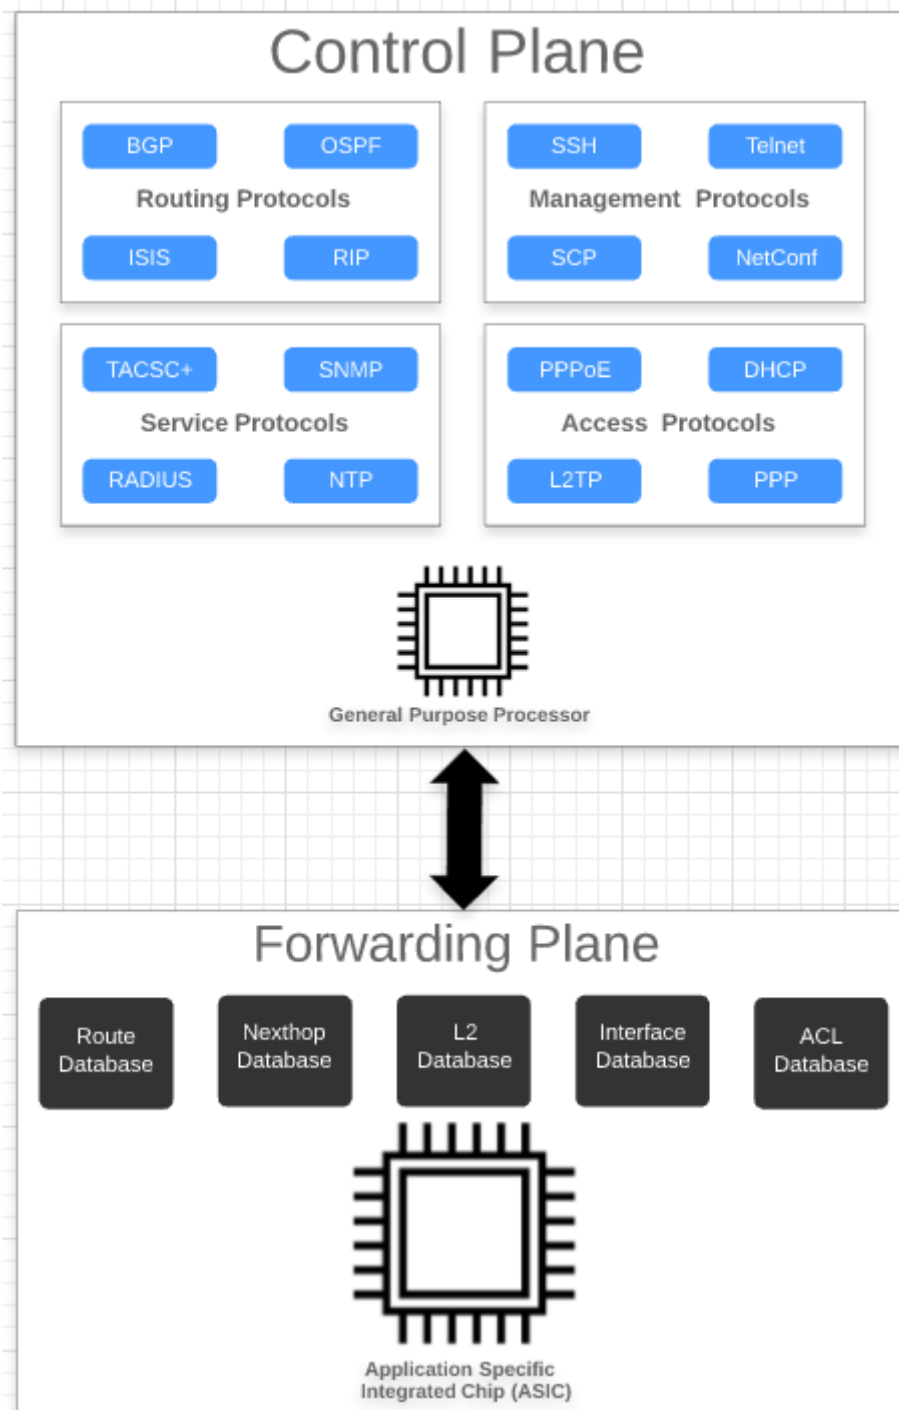 Control Plane
BGP
OSPF
Routing Protocols
ISIS
RIP
SSH
Telnet
Management Protocols
SCP
NetConf
TACSC+
SNMP
Service Protocols
RADIUS
NTP
PPPoE
DHCP
Access Protocols
L2TP
PPP
General Purpose Processor
Forwarding Plane
Route
Database
Nexthop
Database
L2
Database
Interface
Database
ACL
Database
Application Specific
Integrated Chip (ASIC)